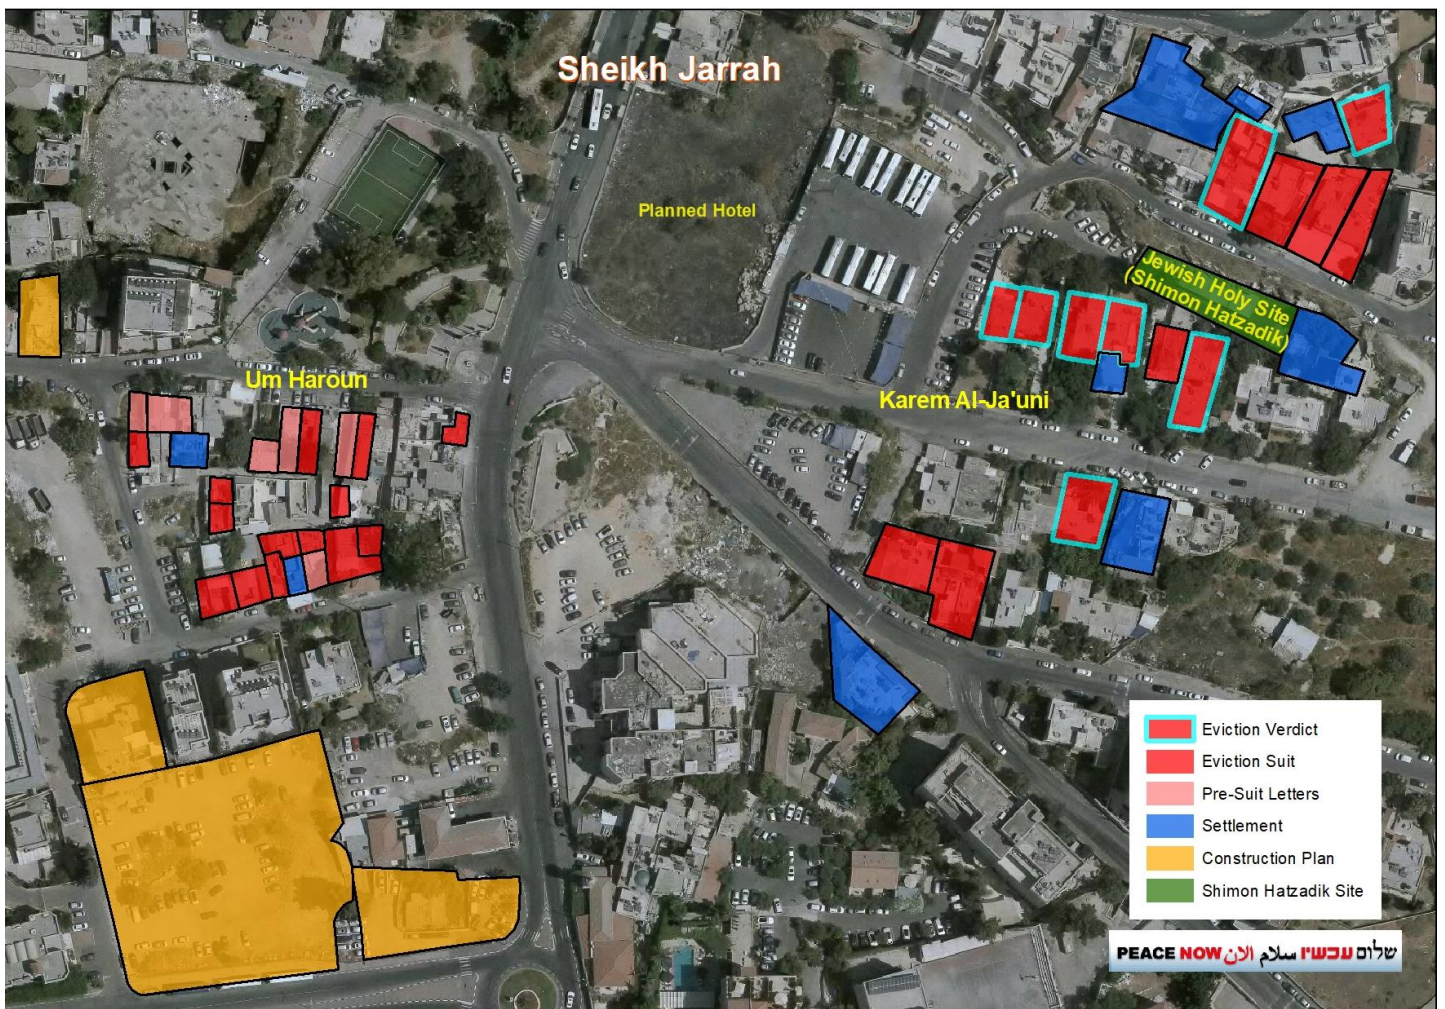 Sheikh Jarrah
Planned Hotel
Jewish Holy Site
(Shimon Hatzadik)
Um Haroun
Karem Al-Ja'uni
Eviction Verdict
Eviction Suit
Pre-Suit Letters
Settlement
Construction Plan
Shimon Hatzadik Site
PEACE NOW سلام الان שלום עכשיו